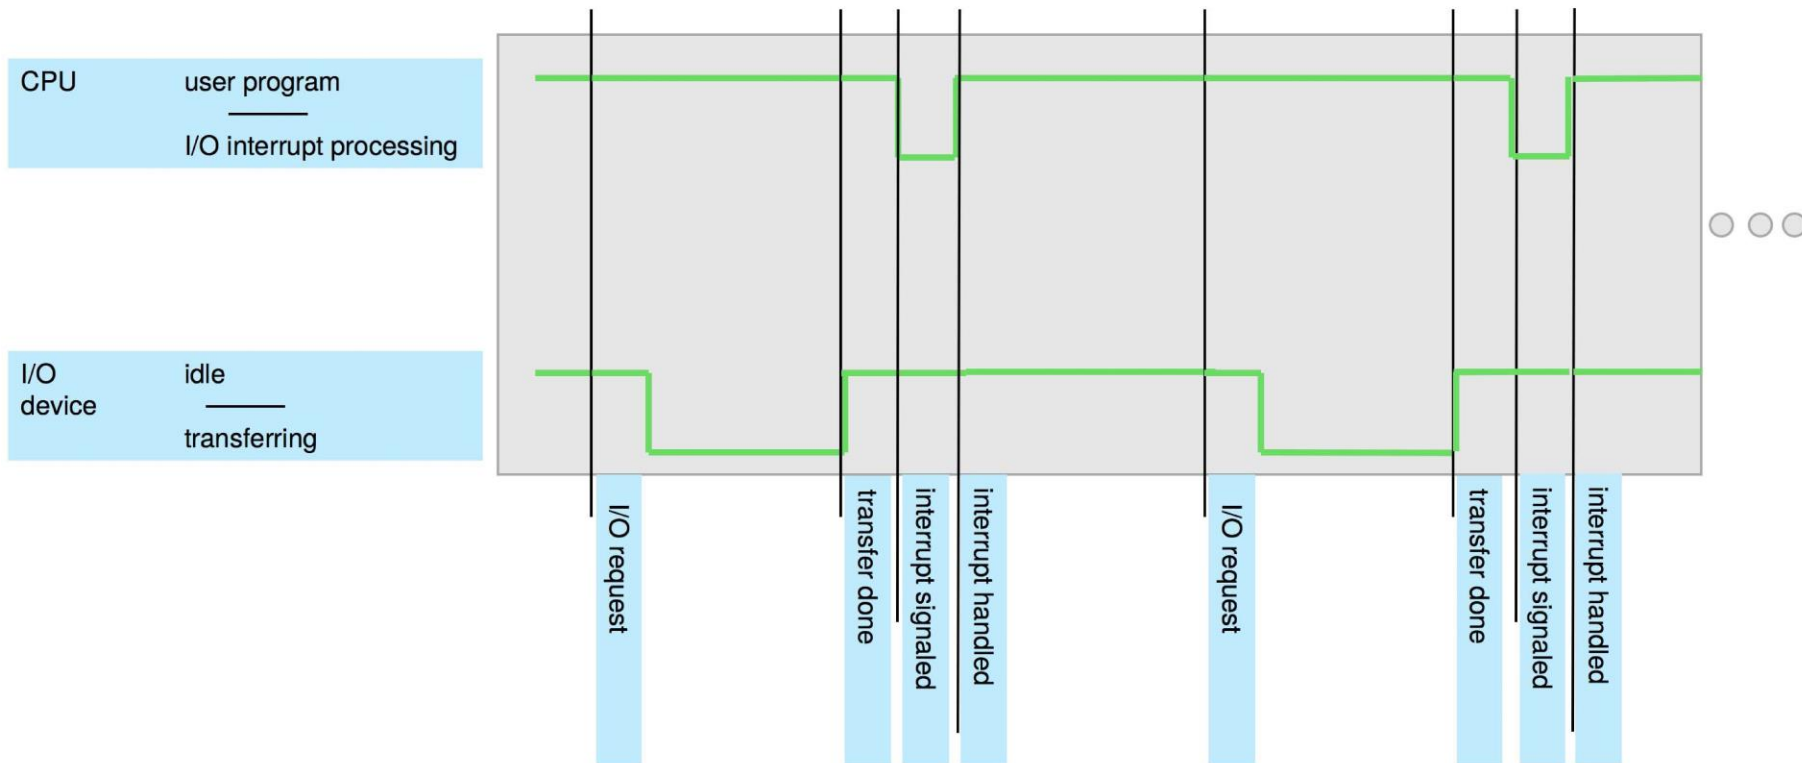 CPU
user program
I/O interrupt processing
I/O
device
idle
transferring
I/O request
transfer done
interrupt signaled
interrupt handled
I/O request
transfer done
interrupt signaled
interrupt handled